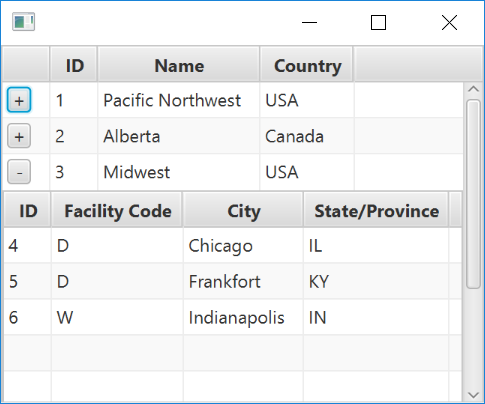 ID Name Country
+ 1 Pacific Northwest USA
+ 2 Alberta Canada
- 3 Midwest USA
ID Facility Code City State/Province
4 D Chicago IL
5 D Frankfort KY
6 W Indianapolis IN